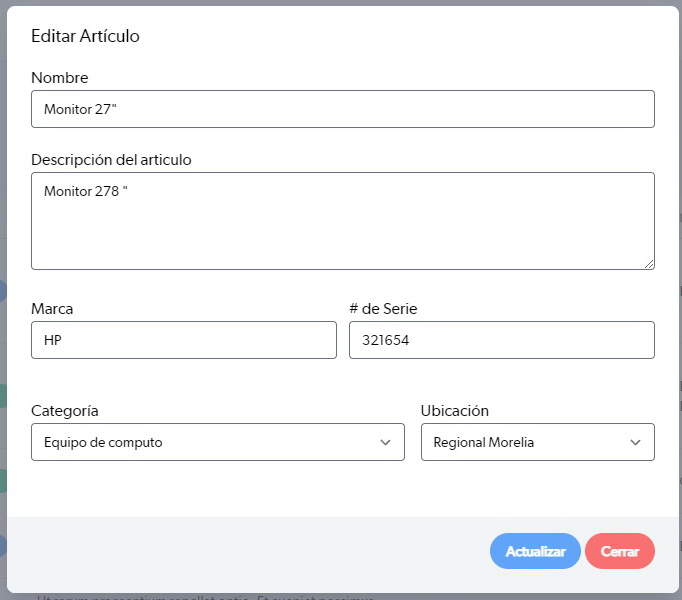 Editar Artículo
Nombre
Monitor 27"
Descripción del articulo
Monitor 278 "
Marca
# de Serie
HP
321654
Categoría
Ubicación
Equipo de computo
Regional Morelia
Actualizar
Cerrar